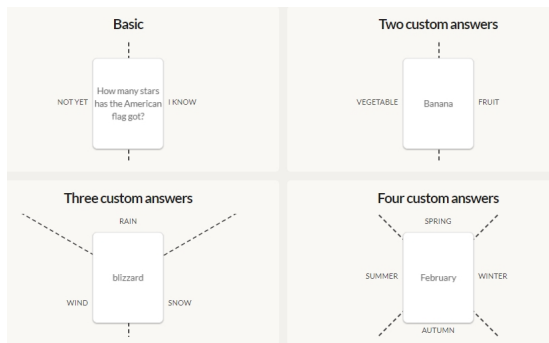 Basic
NOT YET
How many stars
has the American
flag got?
I KNOW
Two custom answers
VEGETABLE
Banana
FRUIT
Three custom answers
RAIN
blizzard
WIND
SNOW
Four custom answers
SPRING
SUMMER
February
WINTER
AUTUMN